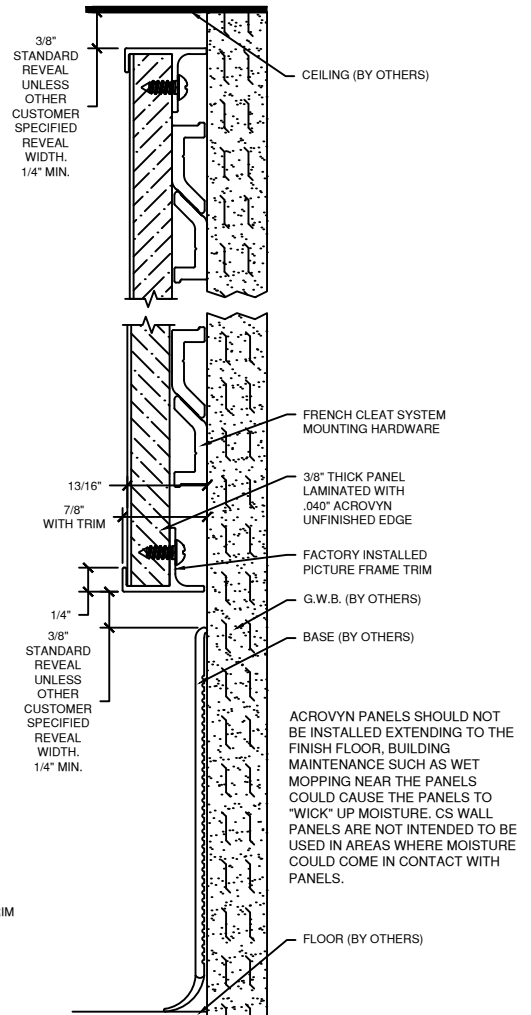 3/8"
STANDARD
REVEAL
UNLESS
OTHER
CUSTOMER
SPECIFIED
REVEAL
WIDTH.
1/4" MIN.
CEILING (BY OTHERS)
FRENCH CLEAT SYSTEM
MOUNTING HARDWARE
13/16"
7/8"
WITH TRIM
3/8" THICK PANEL
LAMINATED WITH
.040" ACROVYN
UNFINISHED EDGE
FACTORY INSTALLED
PICTURE FRAME TRIM
1/4"
G.W.B. (BY OTHERS)
BASE (BY OTHERS)
3/8"
STANDARD
REVEAL
UNLESS
OTHER
CUSTOMER
SPECIFIED
REVEAL
WIDTH.
1/4" MIN.
ACROVYN PANELS SHOULD NOT
BE INSTALLED EXTENDING TO THE
FINISH FLOOR, BUILDING
MAINTENANCE SUCH AS WET
MOPPING NEAR THE PANELS
COULD CAUSE THE PANELS TO
"WICK" UP MOISTURE. CS WALL
PANELS ARE NOT INTENDED TO BE
USED IN AREAS WHERE MOISTURE
COULD COME IN CONTACT WITH
PANELS.
FLOOR (BY OTHERS)